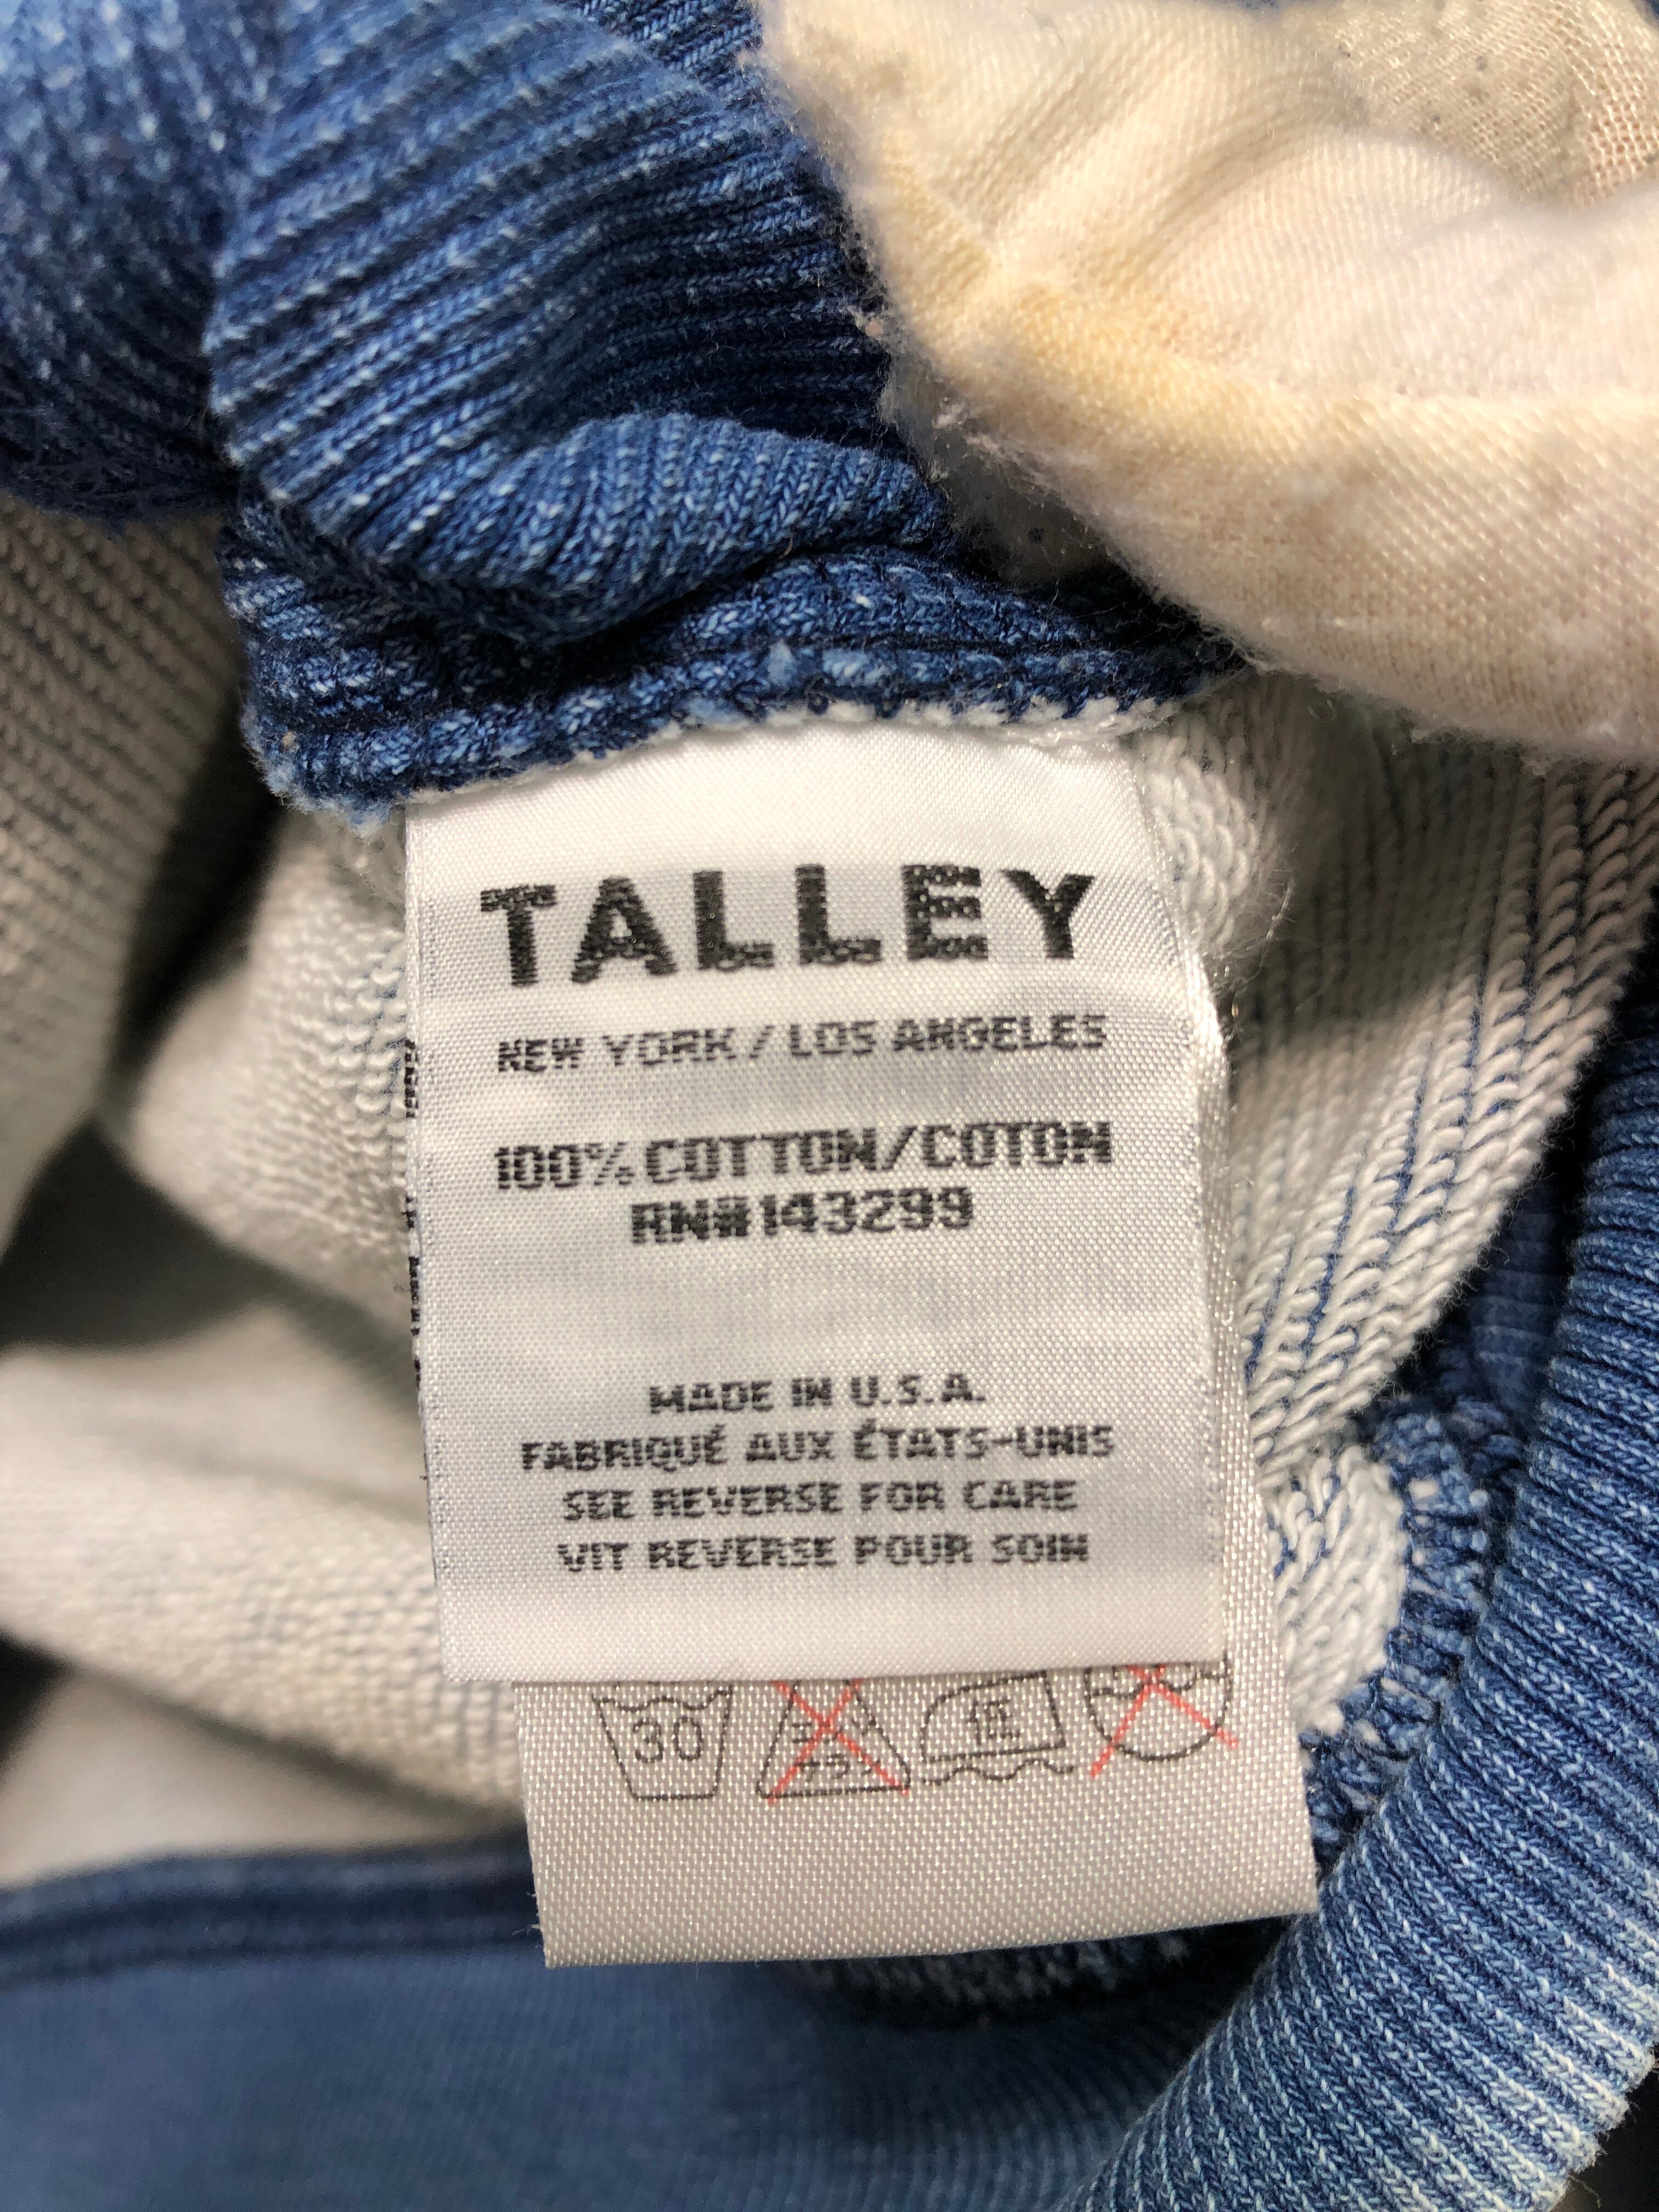 TALLEY
NEW YORK / LOS ANGELES
100% COTTON/COTON
RN#143299
MADE IN U.S.A.
FABRIQUÉ AUX ÉTATS-UNIS
SEE REVERSE FOR CARE
VIT REVERSE POUR SOIN
30